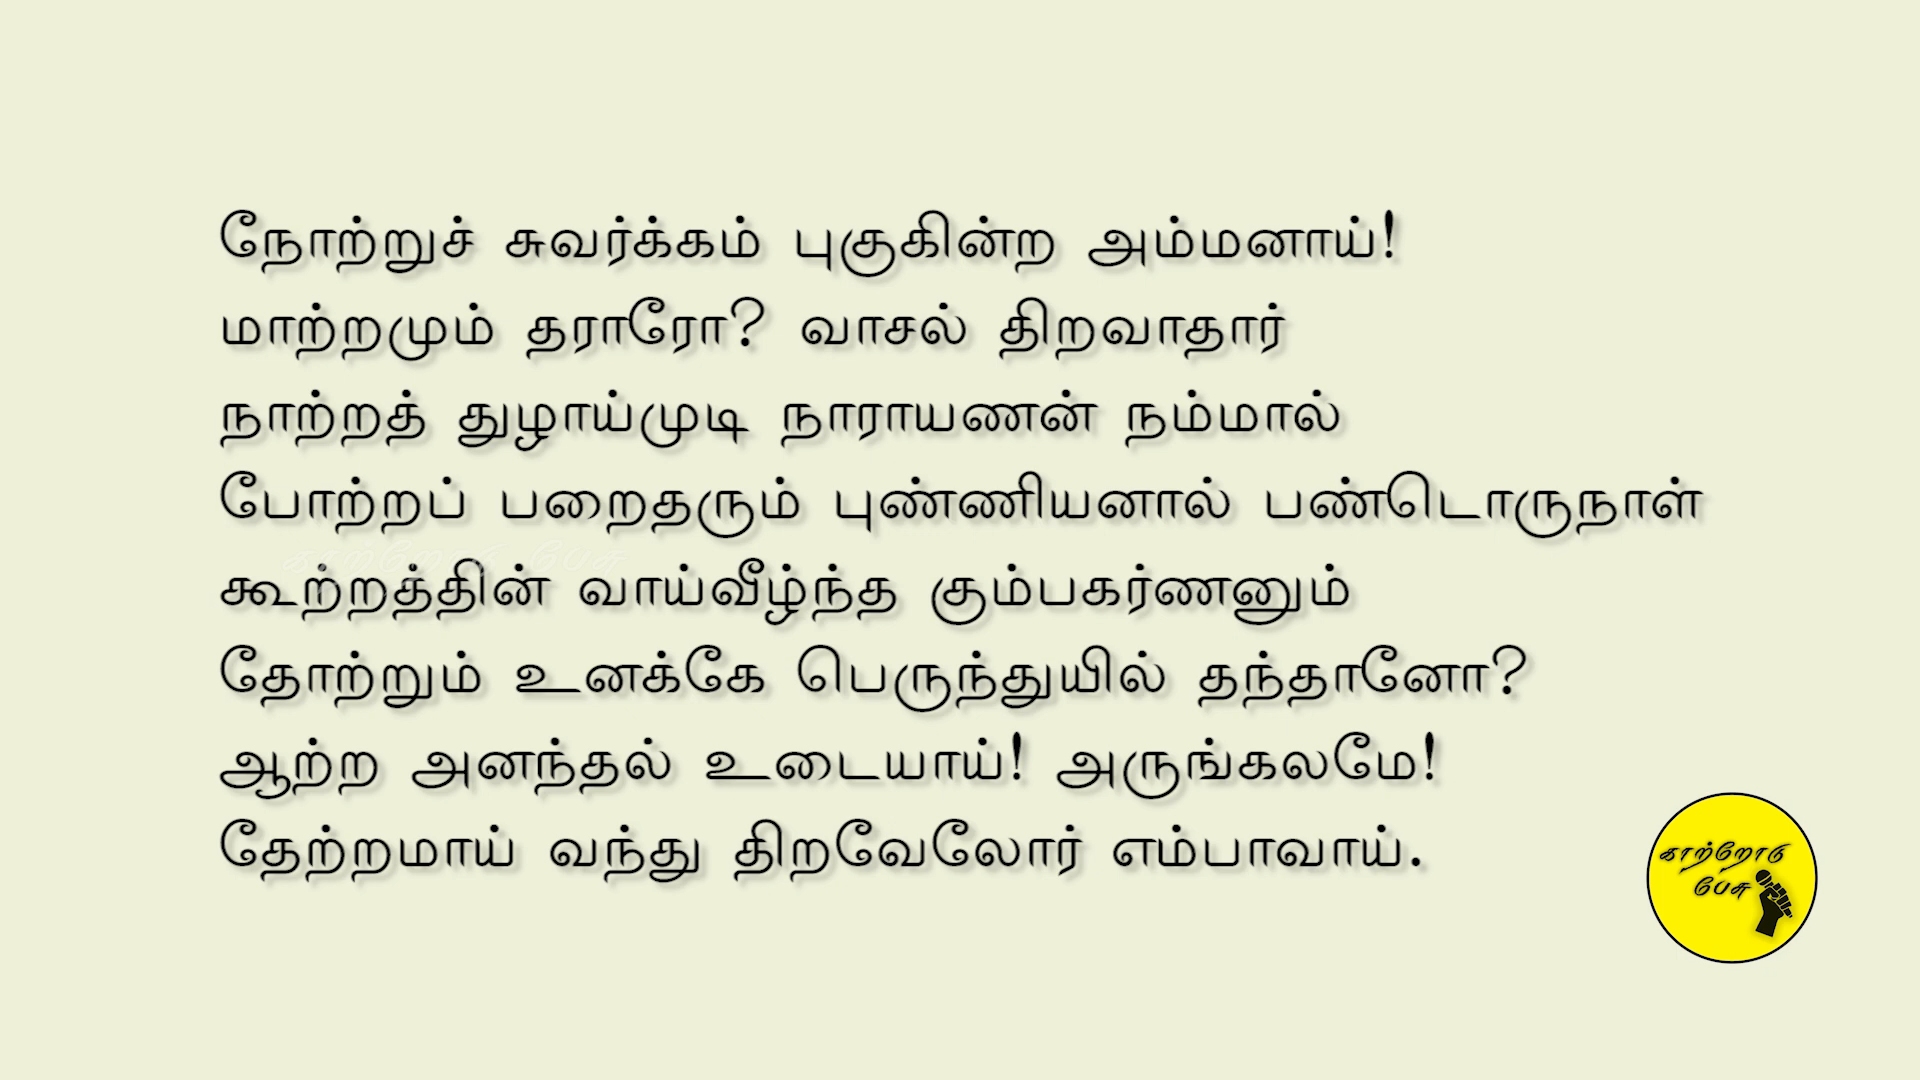 நோற்றுச் சுவர்க்கம் புகுகின்ற அம்மனாய்!
மாற்றமும் தராரோ? வாசல் திறவாதார்
நாற்றத் துழாய்முடி நாராயணன் நம்மால்
போற்றப் பறைதரும் புண்ணியனால் பண்டொருநாள்
காற்றோடு பேசு
கூற்றத்தின் வாய்வீழ்ந்த கும்பகர்ணனும்
தோற்றும் உனக்கே பெருந்துயில் தந்தானோ?
ஆற்ற அனந்தல் உடையாய்! அருங்கலமே!
தேற்றமாய் வந்து திறவேலோர் எம்பாவாய்.
காற்றோடு
பேசு